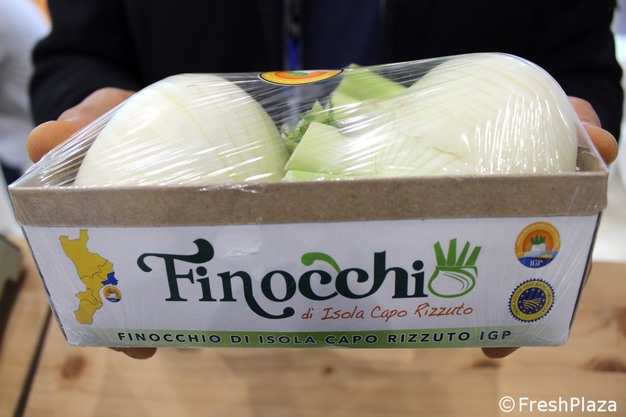 Finocchio
di Isola Capo Rizzuto
IGP
FINOCCHIO DI ISOLA CAPO RIZZUTO IGP
©FreshPlaza